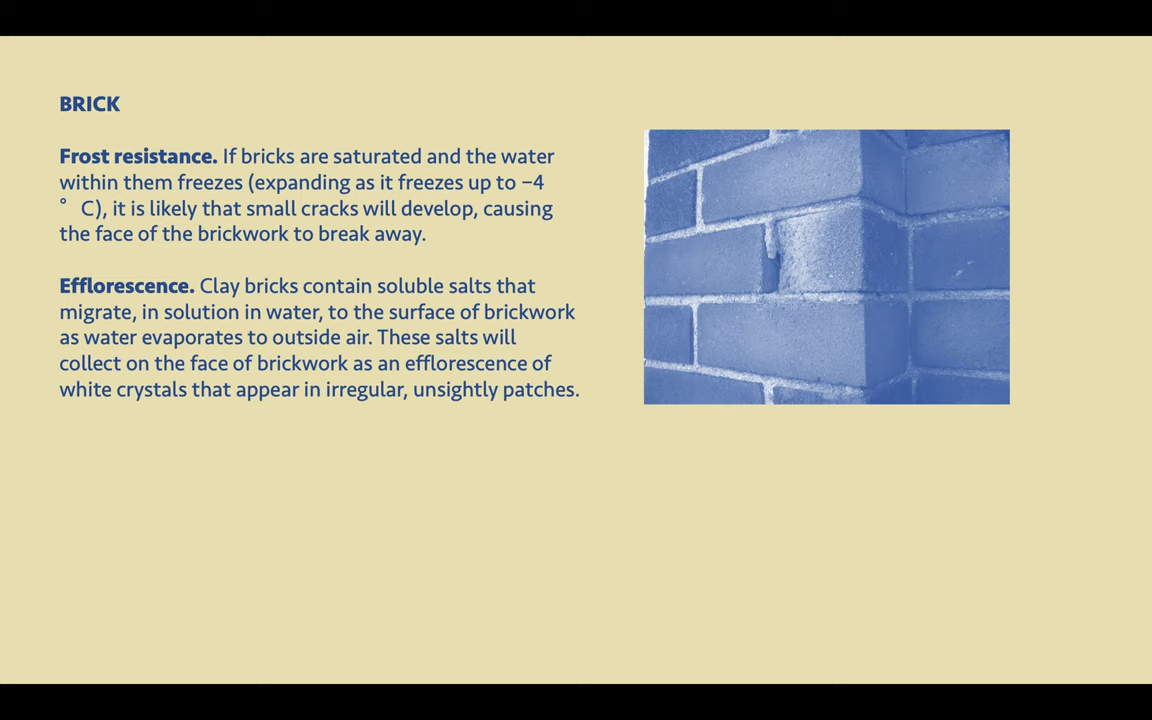 BRICK
Frost resistance. If bricks are saturated and the water
within them freezes (expanding as it freezes up to −4
° C), it is likely that small cracks will develop, causing
the face of the brickwork to break away.
Efflorescence. Clay bricks contain soluble salts that
migrate, in solution in water, to the surface of brickwork
as water evaporates to outside air. These salts will
collect on the face of brickwork as an efflorescence of
white crystals that appear in irregular, unsightly patches.